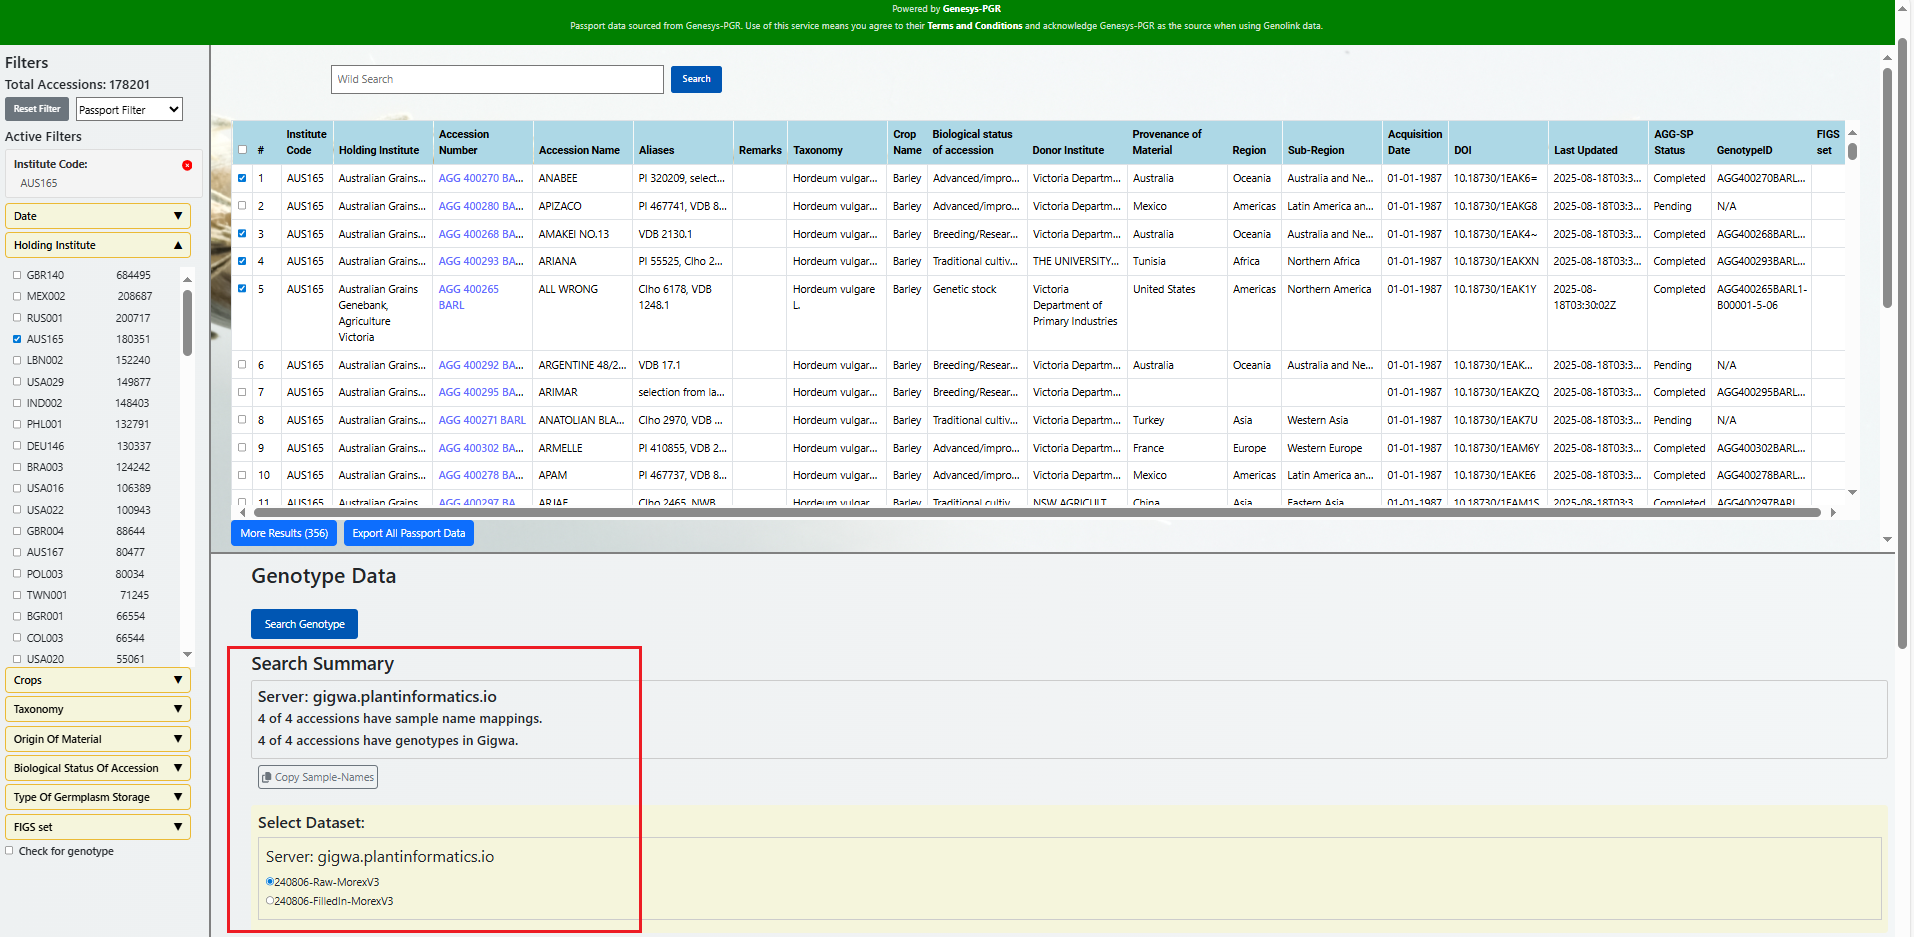 Powered by Genesys-PGR
Passport data sourced from Genesys-PGR. Use of this service means you agree to their Terms and Conditions and acknowledge Genesys-PGR as the source when using Genolink data.
Filters
Total Accessions: 178201
Reset Filter Passport Filter
Active Filters
Institute Code:
AUS165
Date ▼
Holding Institute ▲
GBR140 684495
MEX002 208687
RUS001 200717
AUS165 180351
LBN002 152240
USA029 149877
IND002 148403
PHL001 132791
DEU146 130337
BRA003 124242
USA016 106389
USA022 100943
GBR004 88644
AUS167 80477
POL003 80034
TWN001 71245
BGR001 66554
COL003 66544
USA020 55061
Crops ▼
Taxonomy ▼
Origin Of Material ▼
Biological Status Of Accession ▼
Type Of Germplasm Storage ▼
FIGS set ▼
Check for genotype
Wild Search Search
# Institute Code Holding Institute Accession Number Accession Name Aliases Remarks Taxonomy Crop Name Biological status of accession Donor Institute Provenance of Material Region Sub-Region Acquisition Date DOI Last Updated AGG-SP Status GenotypeID FIGS set
1 AUS165 Australian Grains... AGG 400270 BA... ANABEE PI 320209, select... Hordeum vulgar... Barley Advanced/impro... Victoria Departm... Australia Oceania Australia and Ne... 01-01-1987 10.18730/1EAK6= 2025-08-18T03:3... Completed AGG400270BARL...
2 AUS165 Australian Grains... AGG 400280 BA... APIZACO PI 467741, VDB 8... Hordeum vulgar... Barley Advanced/impro... Victoria Departm... Mexico Americas Latin America an... 01-01-1987 10.18730/1EAKG8 2025-08-18T03:3... Pending N/A
3 AUS165 Australian Grains... AGG 400268 BA... AMAKEI NO.13 VDB 2130.1 Hordeum vulgar... Barley Breeding/Resear... Victoria Departm... Australia Oceania Australia and Ne... 01-01-1987 10.18730/1EAK4~ 2025-08-18T03:3... Completed AGG400268BARL...
4 AUS165 Australian Grains... AGG 400293 BA... ARIANA PI 55525, CIho 2... Hordeum vulgar... Barley Traditional cultiv... THE UNIVERSITY... Tunisia Africa Northern Africa 01-01-1987 10.18730/1EAKXN 2025-08-18T03:3... Completed AGG400293BARL...
5 AUS165 Australian Grains Genebank, Agriculture Victoria AGG 400265 BARL ALL WRONG CIho 6178, VDB 1248.1 Hordeum vulgare L. Barley Genetic stock Victoria Department of Primary Industries United States Americas Northern America 01-01-1987 10.18730/1EAK1Y 2025-08-18T03:30:02Z Completed AGG400265BARL1-B00001-5-06
6 AUS165 Australian Grains... AGG 400292 BA... ARGENTINE 48/2... VDB 17.1 Hordeum vulgar... Barley Breeding/Resear... Victoria Departm... Australia Oceania Australia and Ne... 01-01-1987 10.18730/1EAK... 2025-08-18T03:3... Pending N/A
7 AUS165 Australian Grains... AGG 400295 BA... ARIMAR selection from la... Hordeum vulgar... Barley Breeding/Resear... Victoria Departm... 01-01-1987 10.18730/1EAKZQ 2025-08-18T03:3... Completed AGG400295BARL...
8 AUS165 Australian Grains... AGG 400271 BARL ANATOLIAN BLA... CIho 2970, VDB ... Hordeum vulgar... Barley Traditional cultiv... Victoria Departm... Turkey Asia Western Asia 01-01-1987 10.18730/1EAK7U 2025-08-18T03:3... Pending N/A
9 AUS165 Australian Grains... AGG 400302 BA... ARMELLE PI 410855, VDB 2... Hordeum vulgar... Barley Advanced/impro... Victoria Departm... France Europe Western Europe 01-01-1987 10.18730/1EAM6Y 2025-08-18T03:3... Completed AGG400302BARL...
10 AUS165 Australian Grains... AGG 400278 BA... APAM PI 467737, VDB 8... Hordeum vulgar... Barley Advanced/impro... Victoria Departm... Mexico Americas Latin America an... 01-01-1987 10.18730/1EAKE6 2025-08-18T03:3... Completed AGG400278BARL...
11 AUS165 Australian Grains... AGG 400297 BA... ARJAE CIho 2465, NWB Hordeum vulgar... Barley Traditional cultiv... NSW AGRICULT... China Asia Eastern Asia 01-01-1987 10.18730/1EAM1S 2025-08-18T03:3... Completed AGG400297BARL...
More Results (356) Export All Passport Data
Genotype Data
Search Genotype
Search Summary
Server: gigwa.plantinformatics.io
4 of 4 accessions have sample name mappings.
4 of 4 accessions have genotypes in Gigwa.
Copy Sample-Names
Select Dataset:
Server: gigwa.plantinformatics.io
240806-Raw-MorexV3
240806-FilledIn-MorexV3